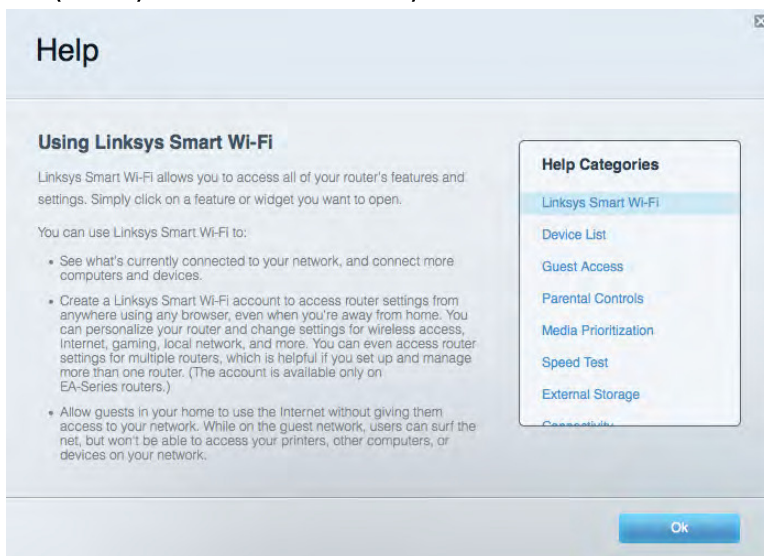 Help
Using Linksys Smart Wi-Fi
Linksys Smart Wi-Fi allows you to access all of your router's features and
settings. Simply click on a feature or widget you want to open.
You can use Linksys Smart Wi-Fi to:
• See what's currently connected to your network, and connect more
computers and devices.
• Create a Linksys Smart Wi-Fi account to access router settings from
anywhere using any browser, even when you're away from home. You
can personalize your router and change settings for wireless access,
Internet, gaming, local network, and more. You can even access router
settings for multiple routers, which is helpful if you set up and manage
more than one router. (The account is available only on
EA-Series routers.)
• Allow guests in your home to use the Internet without giving them
access to your network. While on the guest network, users can surf the
net, but won't be able to access your printers, other computers, or
devices on your network.
Help Categories
Linksys Smart Wi-Fi
Device List
Guest Access
Parental Controls
Media Prioritization
Speed Test
External Storage
Connectivity
Ok